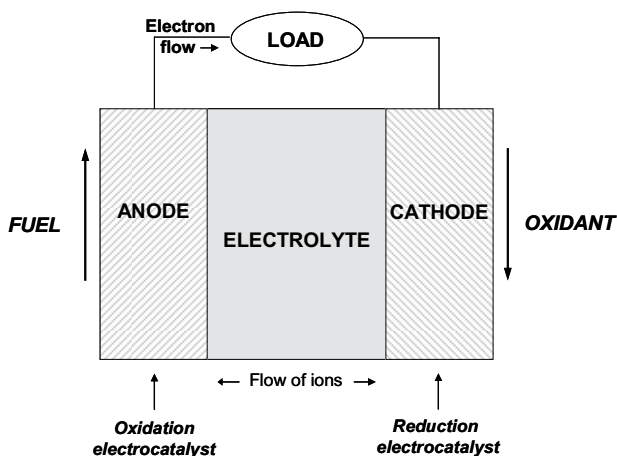 Electron
flow →
LOAD
FUEL
ANODE
ELECTROLYTE
CATHODE
OXIDANT
← Flow of ions →
Oxidation
electrocatalyst
Reduction
electrocatalyst